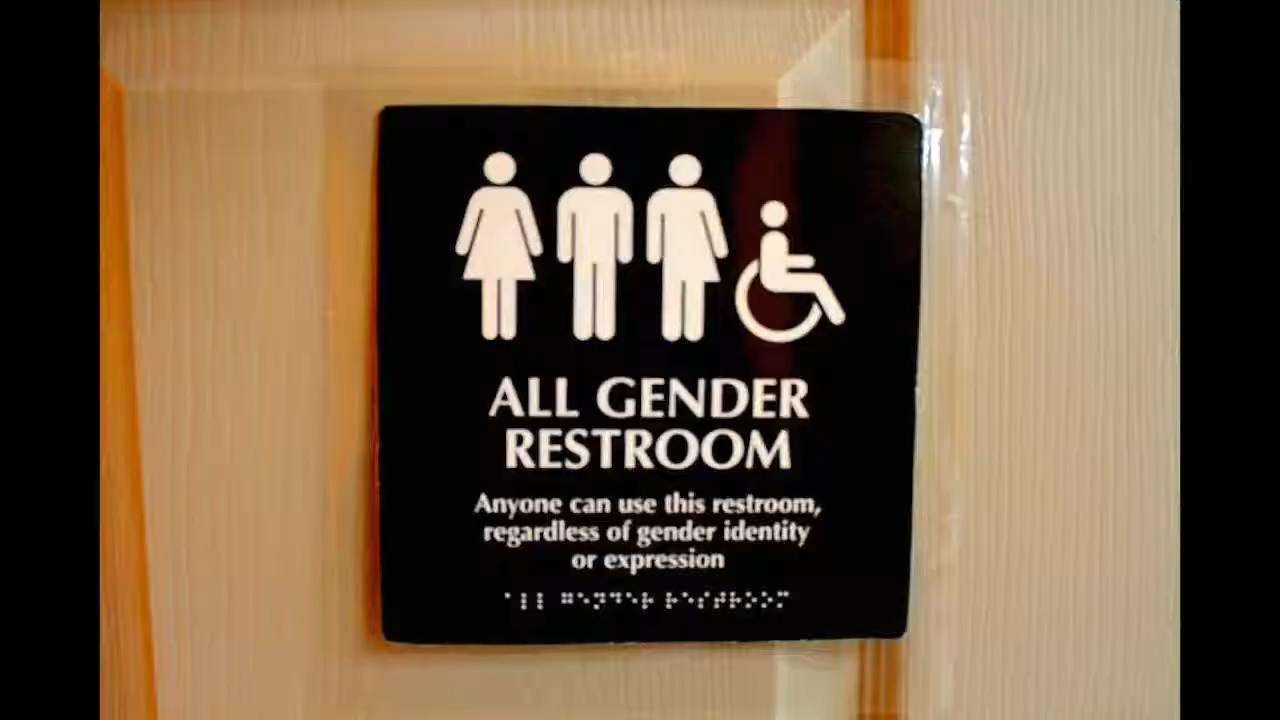 ALL GENDER
RESTROOM
Anyone can use this restroom,
regardless of gender identity
or expression
⠁⠇⠇ ⠛⠑⠝⠙⠑⠗ ⠗⠑⠎⠞⠗⠕⠕⠍